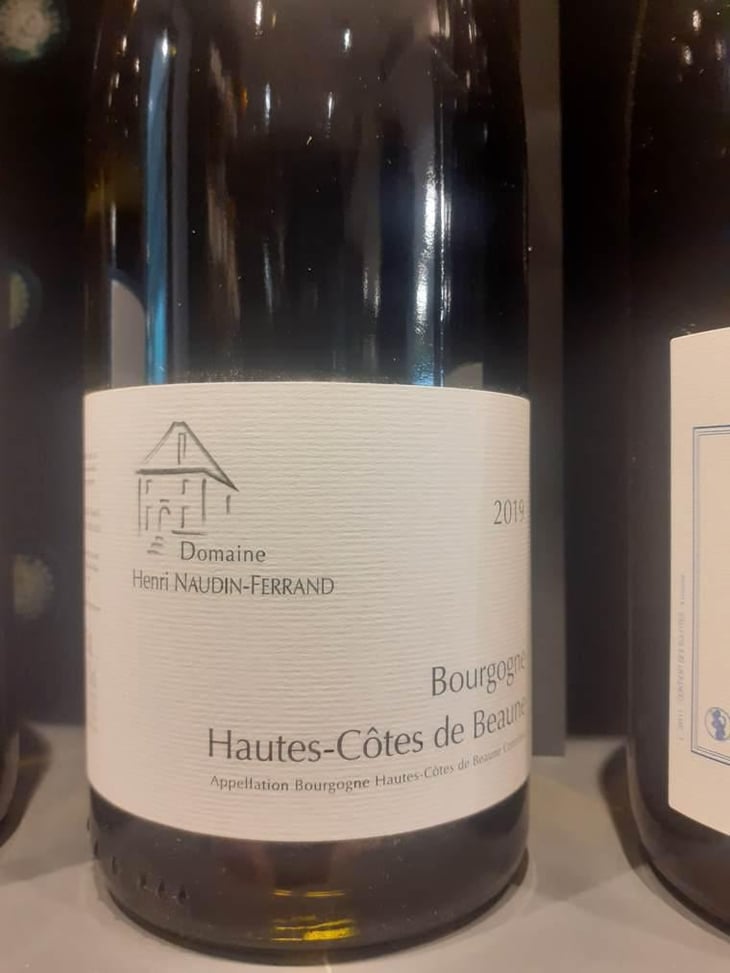 Domaine
Henri NAUDIN-FERRAND
2019
Bourgogne
Hautes-Côtes de Beaune
Appellation Bourgogne Hautes-Côtes de Beaune